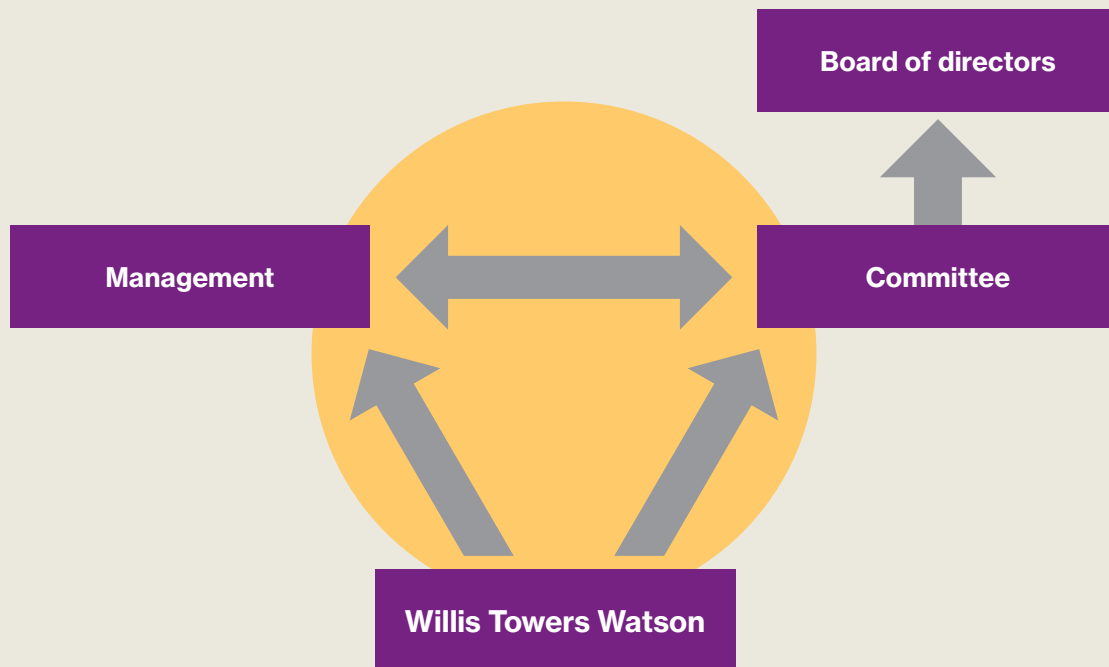 Board of directors
Management
Committee
Willis Towers Watson